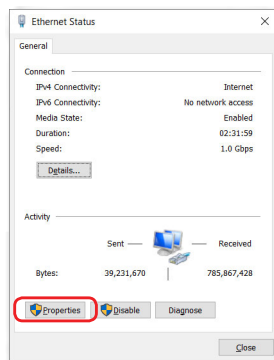 Ethernet Status
General
Connection
IPv4 Connectivity: Internet
IPv6 Connectivity: No network access
Media State: Enabled
Duration: 02:31:59
Speed: 1.0 Gbps
Details...
Activity
Sent Received
Bytes: 39,231,670 785,867,428
Properties Disable Diagnose
Close